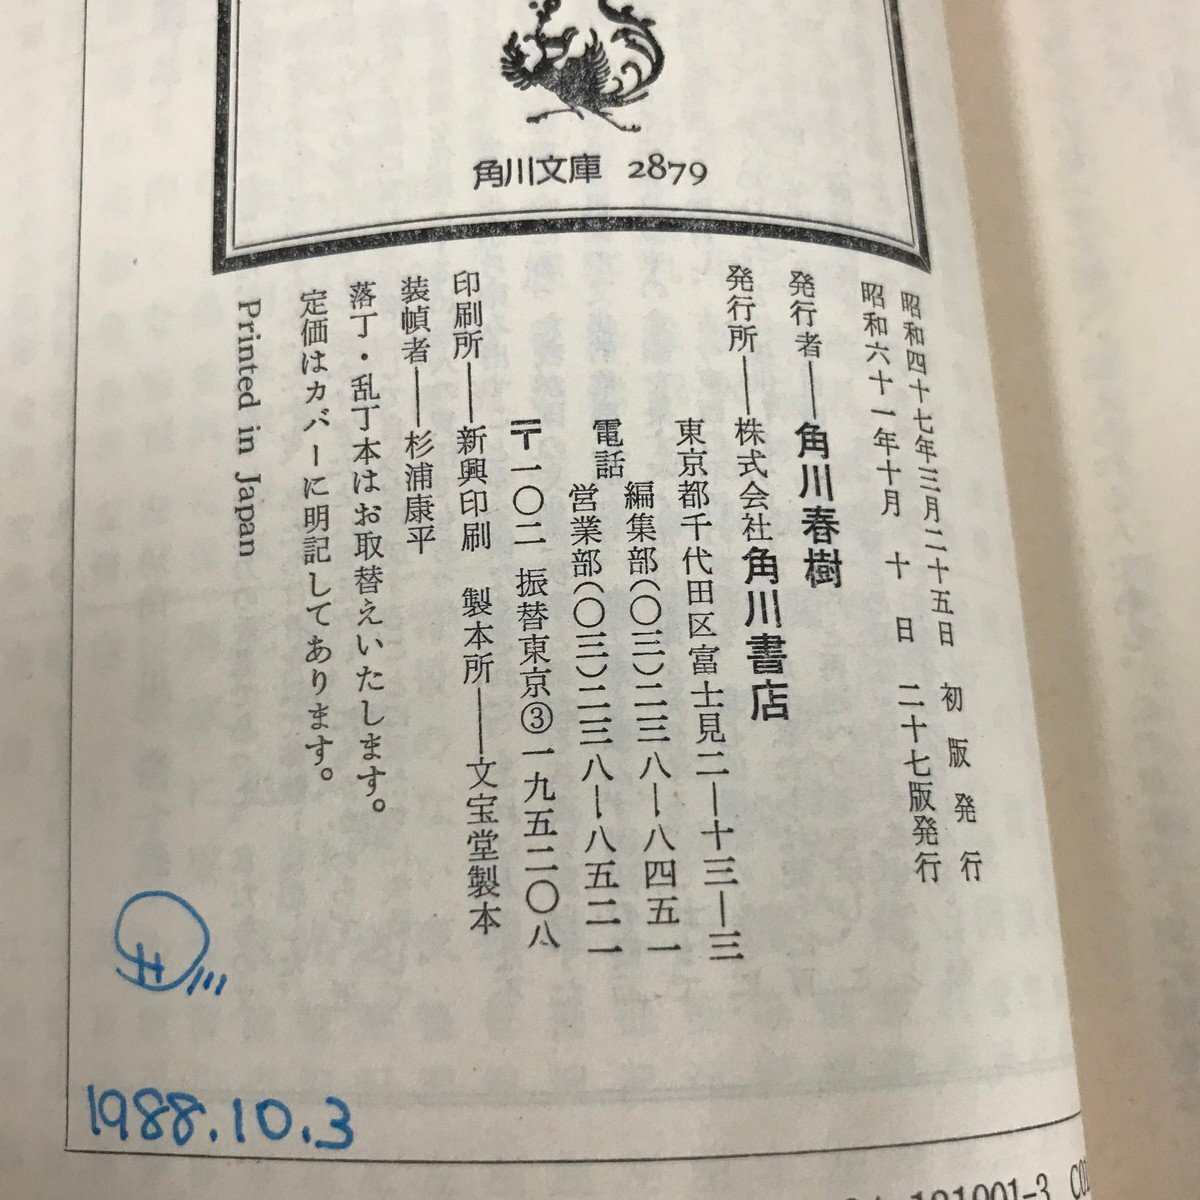 角川文庫 2879
昭和四十七年三月二十五日 初版発行
昭和六十一年十月 十 日 二十七版発行
発行者――角川春樹
発行所――株式会社角川書店
東京都千代田区富士見二―十三―三
電話
編集部(〇三)二三八―八四五一
営業部(〇三)二三八―八五二一
〒一〇二 振替東京③一九五二〇八
印刷所――新興印刷 製本所――文宝堂製本
装幀者――杉浦康平
落丁・乱丁本はお取替えいたします。
定価はカバーに明記してあります。
Printed in Japan
1988.10.3
191001-3